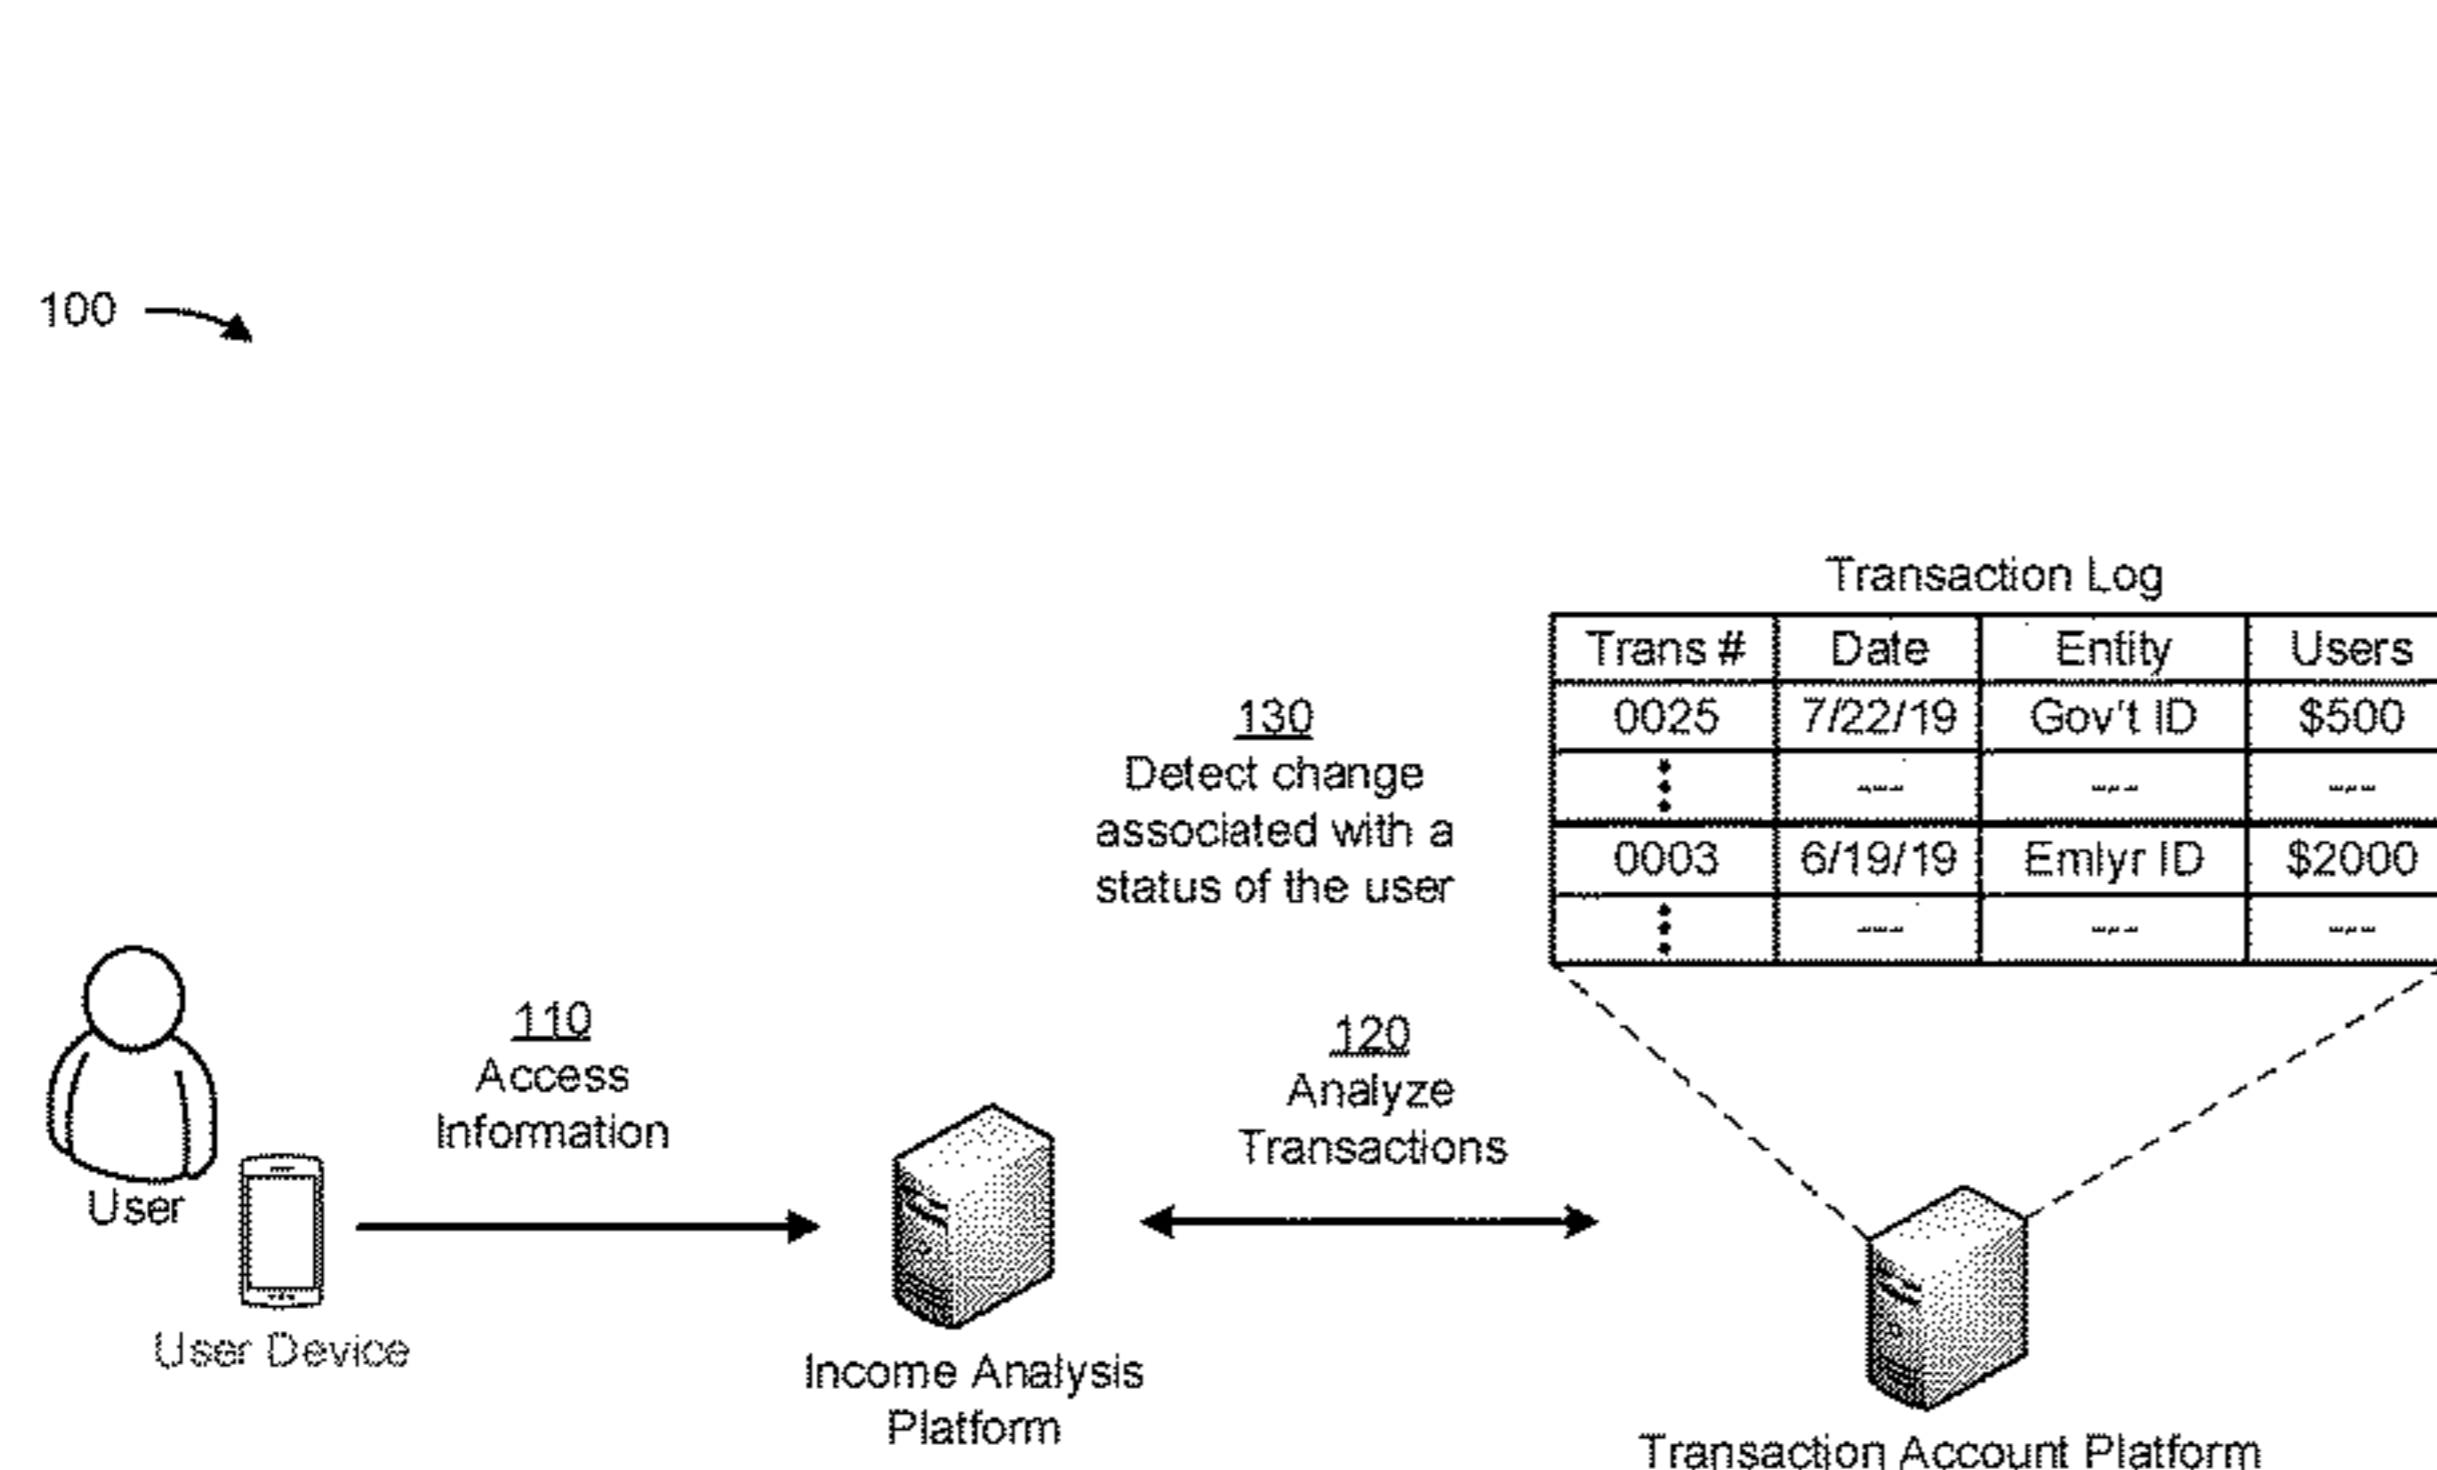 100
Transaction Log
Trans # Date Entity Users
0025 7/22/19 Gov't ID $500
--- --- ---
0003 6/19/19 Emlyr ID $2000
--- --- ---
130
Detect change
associated with a
status of the user
110
Access
Information
120
Analyze
Transactions
User
User Device
Income Analysis
Platform
Transaction Account Platform